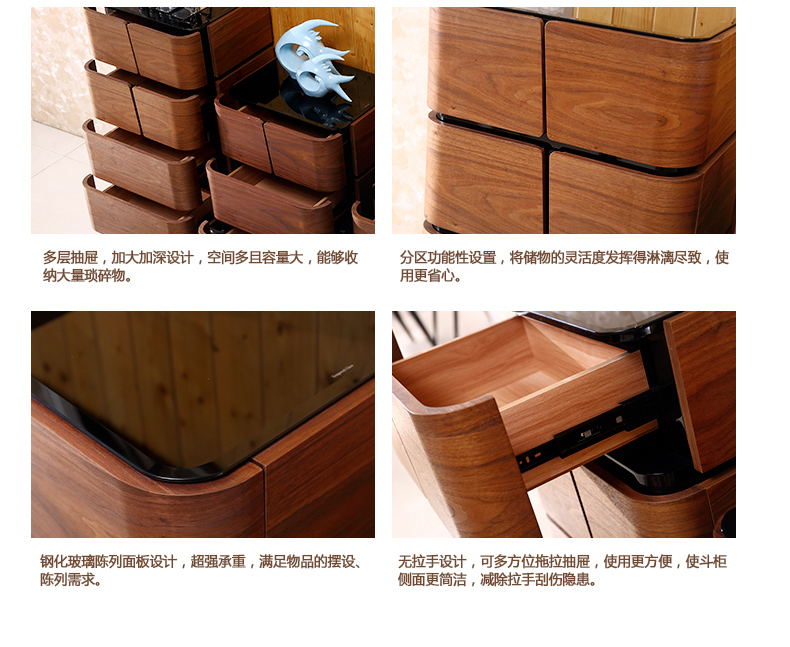 多层抽屉，加大加深设计，空间多且容量大，能够收
纳大量琐碎物。
分区功能性设置，将储物的灵活度发挥得淋漓尽致，使
用更省心。
钢化玻璃陈列面板设计，超强承重，满足物品的摆设、
陈列需求。
无拉手设计，可多方位拖拉抽屉，使用更方便，使斗柜
侧面更简洁，减除拉手刮伤隐患。